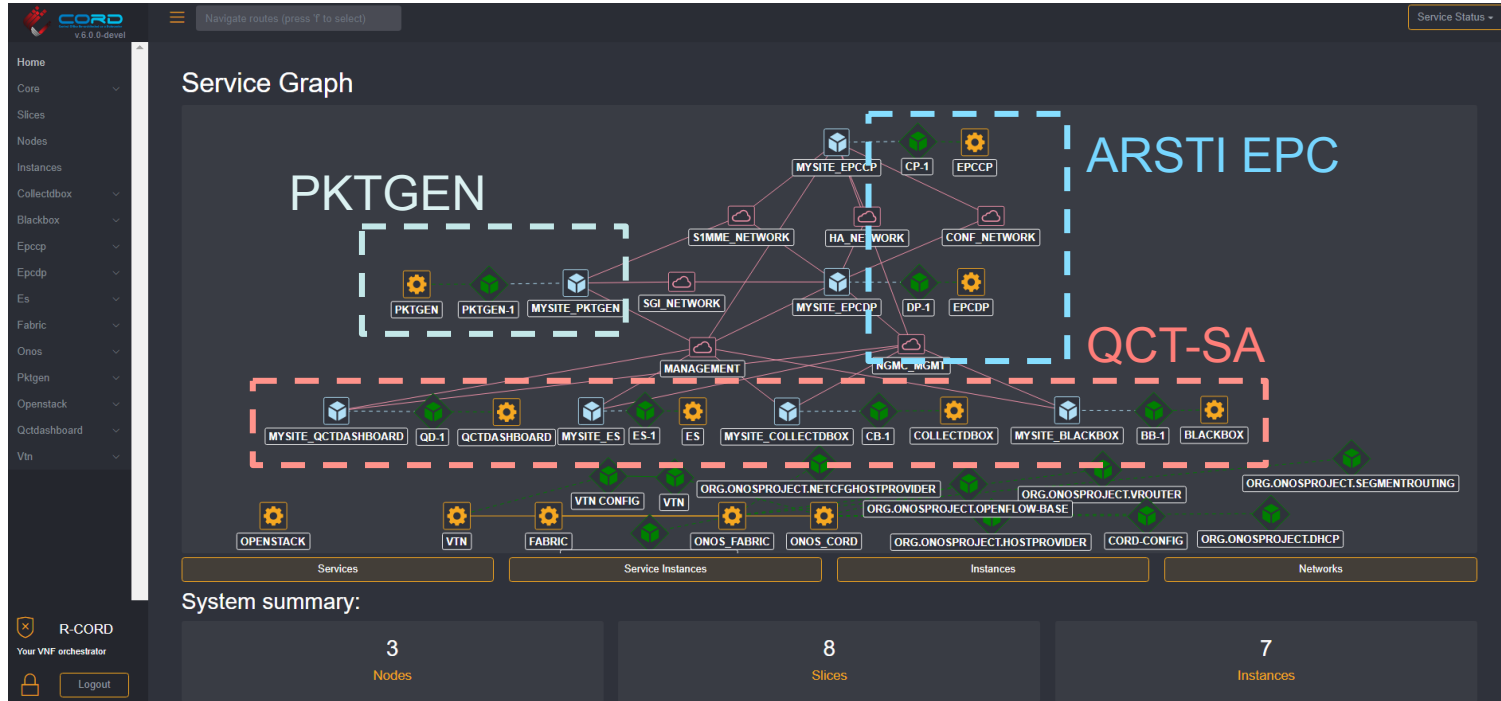 CORD
v.6.0.0-devel
Navigate routes (press 'f' to select)
Service Status
Home
Core
Slices
Nodes
Instances
Collectdbox
Blackbox
Epccp
Epcdp
Es
Fabric
Onos
Pktgen
Openstack
Qctdashboard
Vtn
R-CORD
Your VNF orchestrator
Logout
Service Graph
ARSTI EPC
MYSITE_EPCCP
CP-1
EPCCP
PKTGEN
S1MME_NETWORK
HA_NETWORK
CONF_NETWORK
PKTGEN
PKTGEN-1
MYSITE_PKTGEN
SGI_NETWORK
MYSITE_EPCDP
DP-1
EPCDP
QCT-SA
MANAGEMENT
NGMC_MGMT
MYSITE_QCTDASHBOARD
QD-1
QCTDASHBOARD
MYSITE_ES
ES-1
ES
MYSITE_COLLECTDBOX
CB-1
COLLECTDBOX
MYSITE_BLACKBOX
BB-1
BLACKBOX
VTN CONFIG
VTN
ORG.ONOSPROJECT.NETCFGHOSTPROVIDER
ORG.ONOSPROJECT.VROUTER
ORG.ONOSPROJECT.SEGMENTROUTING
ORG.ONOSPROJECT.OPENFLOW-BASE
OPENSTACK
VTN
FABRIC
ONOS_FABRIC
ONOS_CORD
ORG.ONOSPROJECT.HOSTPROVIDER
CORD-CONFIG
ORG.ONOSPROJECT.DHCP
Services
Service Instances
Instances
Networks
System summary:
3
Nodes
8
Slices
7
Instances